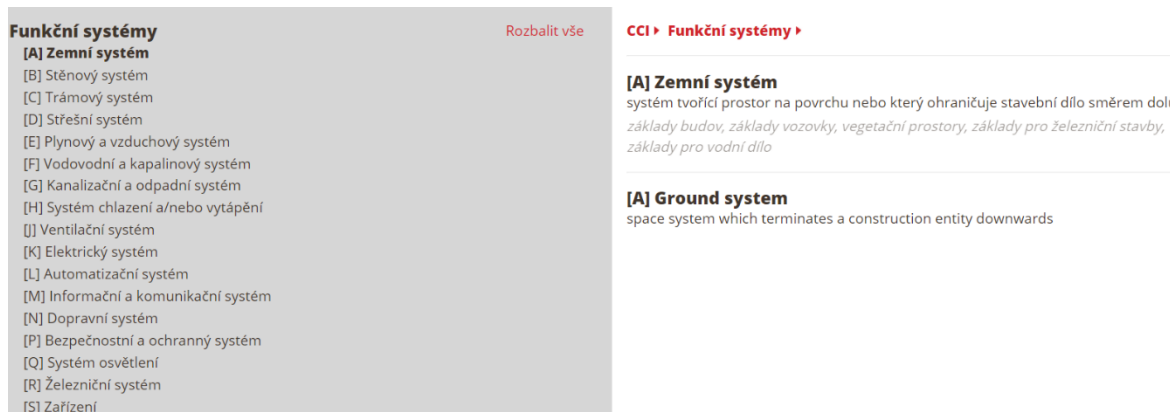 Funkční systémy
Rozbalit vše
[A] Zemní systém
[B] Stěnový systém
[C] Trámový systém
[D] Střešní systém
[E] Plynový a vzduchový systém
[F] Vodovodní a kapalinový systém
[G] Kanalizační a odpadní systém
[H] Systém chlazení a/nebo vytápění
[J] Ventilační systém
[K] Elektrický systém
[L] Automatizační systém
[M] Informační a komunikační systém
[N] Dopravní systém
[P] Bezpečnostní a ochranný systém
[Q] Systém osvětlení
[R] Železniční systém
[S] Zařízení
CCI Funkční systémy
[A] Zemní systém
systém tvořící prostor na povrchu nebo který ohraničuje stavební dílo směrem
základy budov, základy vozovky, vegetační prostory, základy pro železniční stavby,
základy pro vodní dílo
[A] Ground system
space system which terminates a construction entity downwards